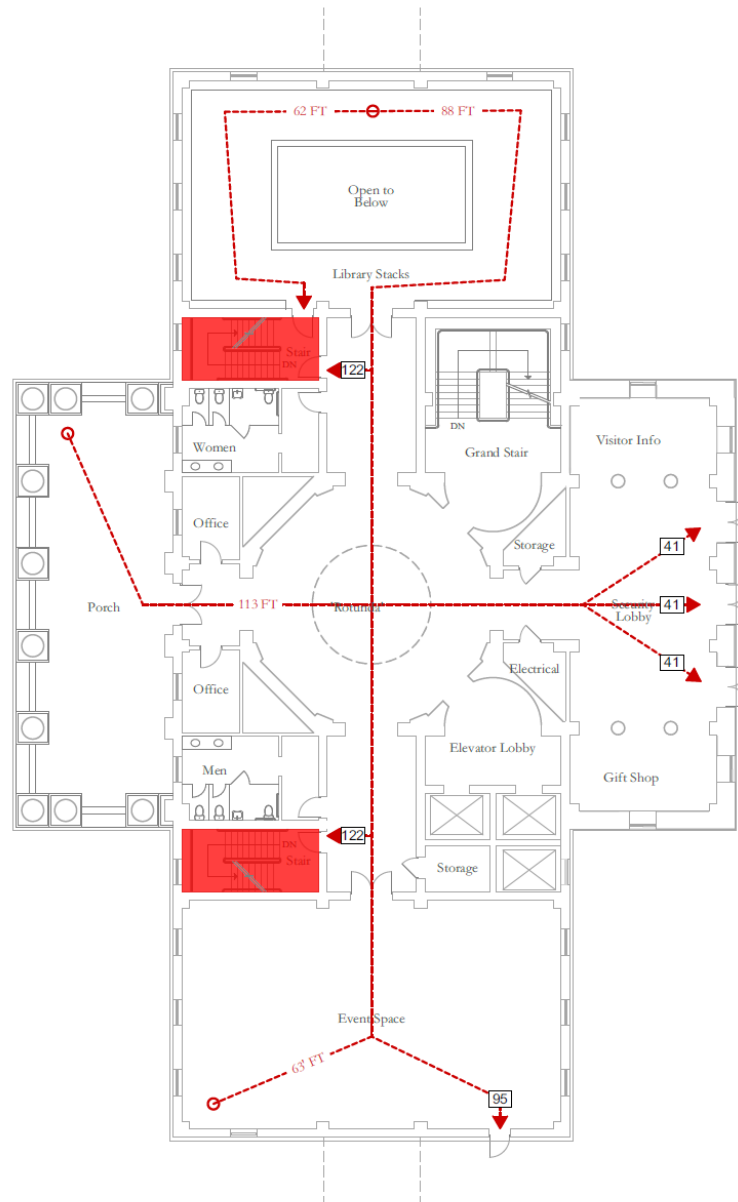 62 FT
88 FT
Open to
Below
Library Stacks
Stair
DN
122
DN
Women
Grand Stair
Visitor Info
Office
Storage
41
Porch
113 FT
Rotunda
41
Security
Lobby
Office
Electrical
41
Men
Elevator Lobby
Gift Shop
DN
122
Stair
Storage
Event Space
63' FT
95